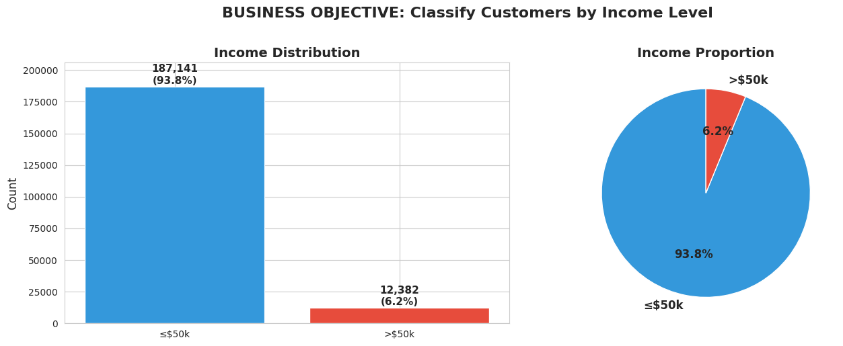 BUSINESS OBJECTIVE: Classify Customers by Income Level
Income Distribution
Count
200000
175000
150000
125000
100000
75000
50000
25000
0
187,141
(93.8%)
12,382
(6.2%)
≤$50k
>$50k
Income Proportion
>$50k
6.2%
93.8%
≤$50k